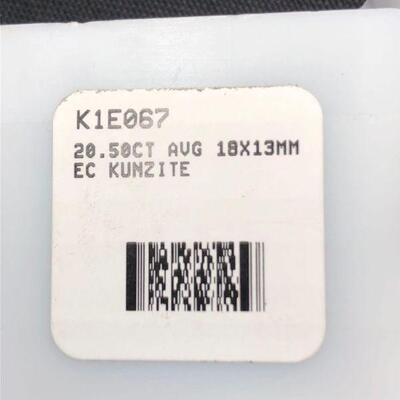 K1E067
20.50CT AVG 18X13MM
EC KUNZITE